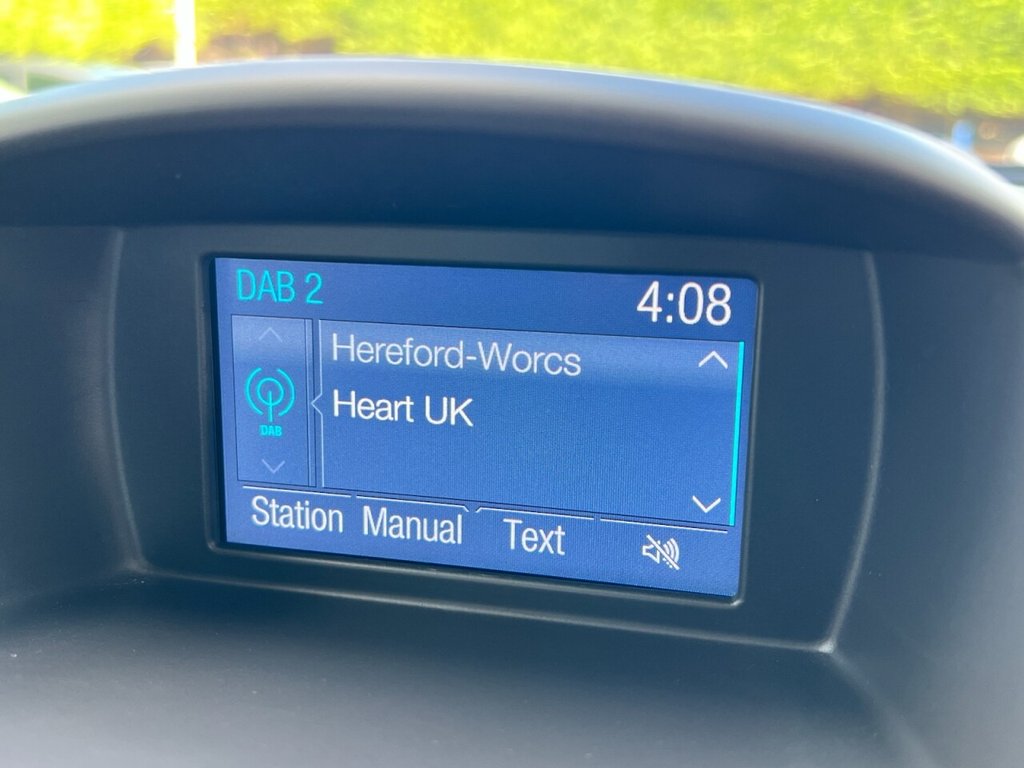 DAB 2
4:08
Hereford-Worcs
Heart UK
DAB
Station Manual Text